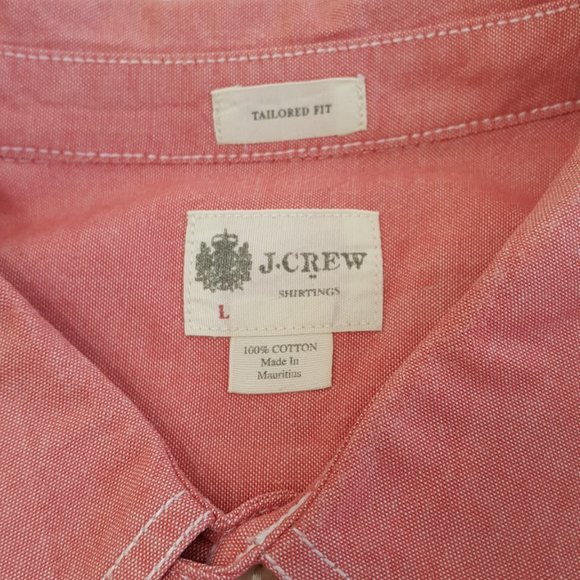 TAILORED FIT
J.CREW
SHIRTINGS
L
100% COTTON
Made In
Mauritius